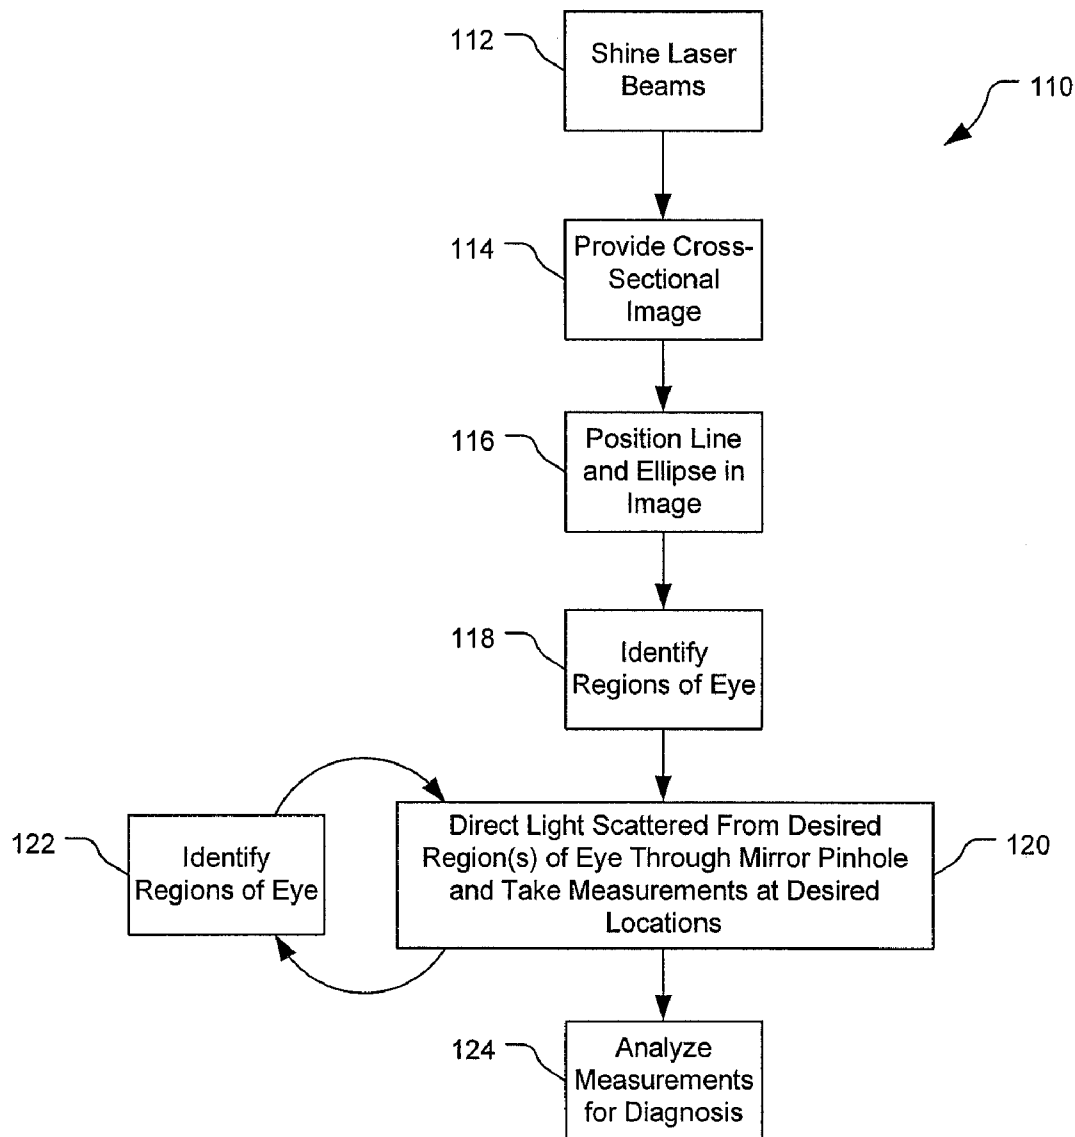 112
Shine Laser
Beams
110
114
Provide Cross-
Sectional
Image
116
Position Line
and Ellipse in
Image
118
Identify
Regions of Eye
122
Identify
Regions of Eye
Direct Light Scattered From Desired
Region(s) of Eye Through Mirror Pinhole
and Take Measurements at Desired
Locations
120
124
Analyze
Measurements
for Diagnosis